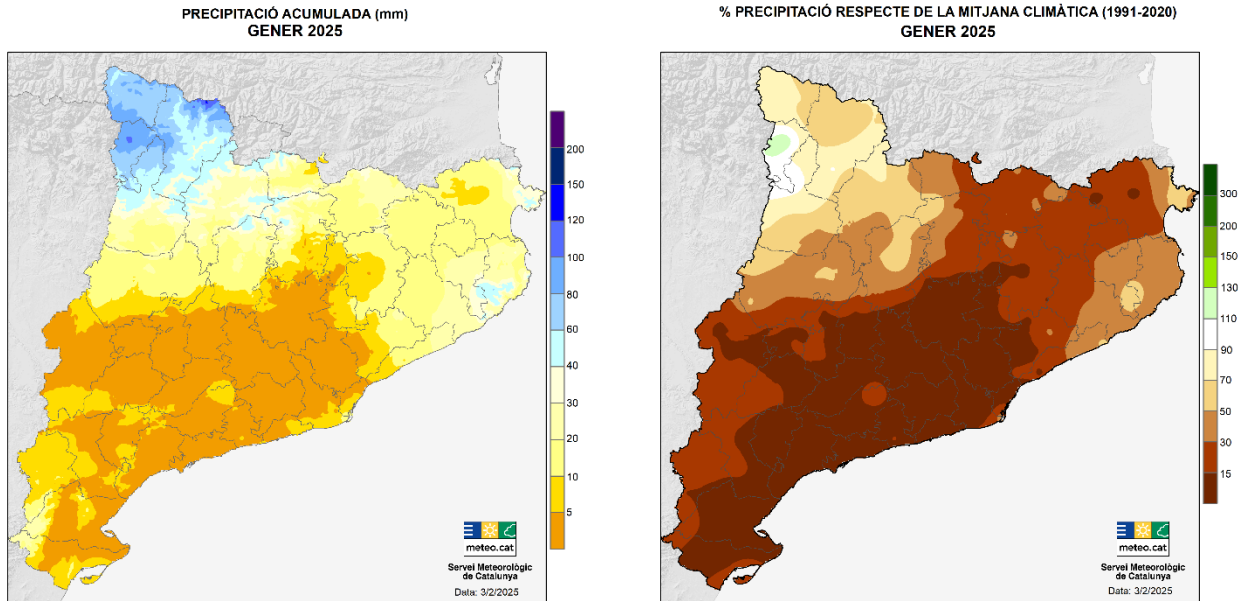 PRECIPITACIÓ ACUMULADA (mm)
GENER 2025
200
150
120
100
80
60
40
30
20
10
5
meteo.cat
Servei Meteorològic
de Catalunya
Data: 3/2/2025
% PRECIPITACIÓ RESPECTE DE LA MITJANA CLIMÀTICA (1991-2020)
GENER 2025
300
200
150
130
110
90
70
50
30
15
meteo.cat
Servei Meteorològic
de Catalunya
Data: 3/2/2025